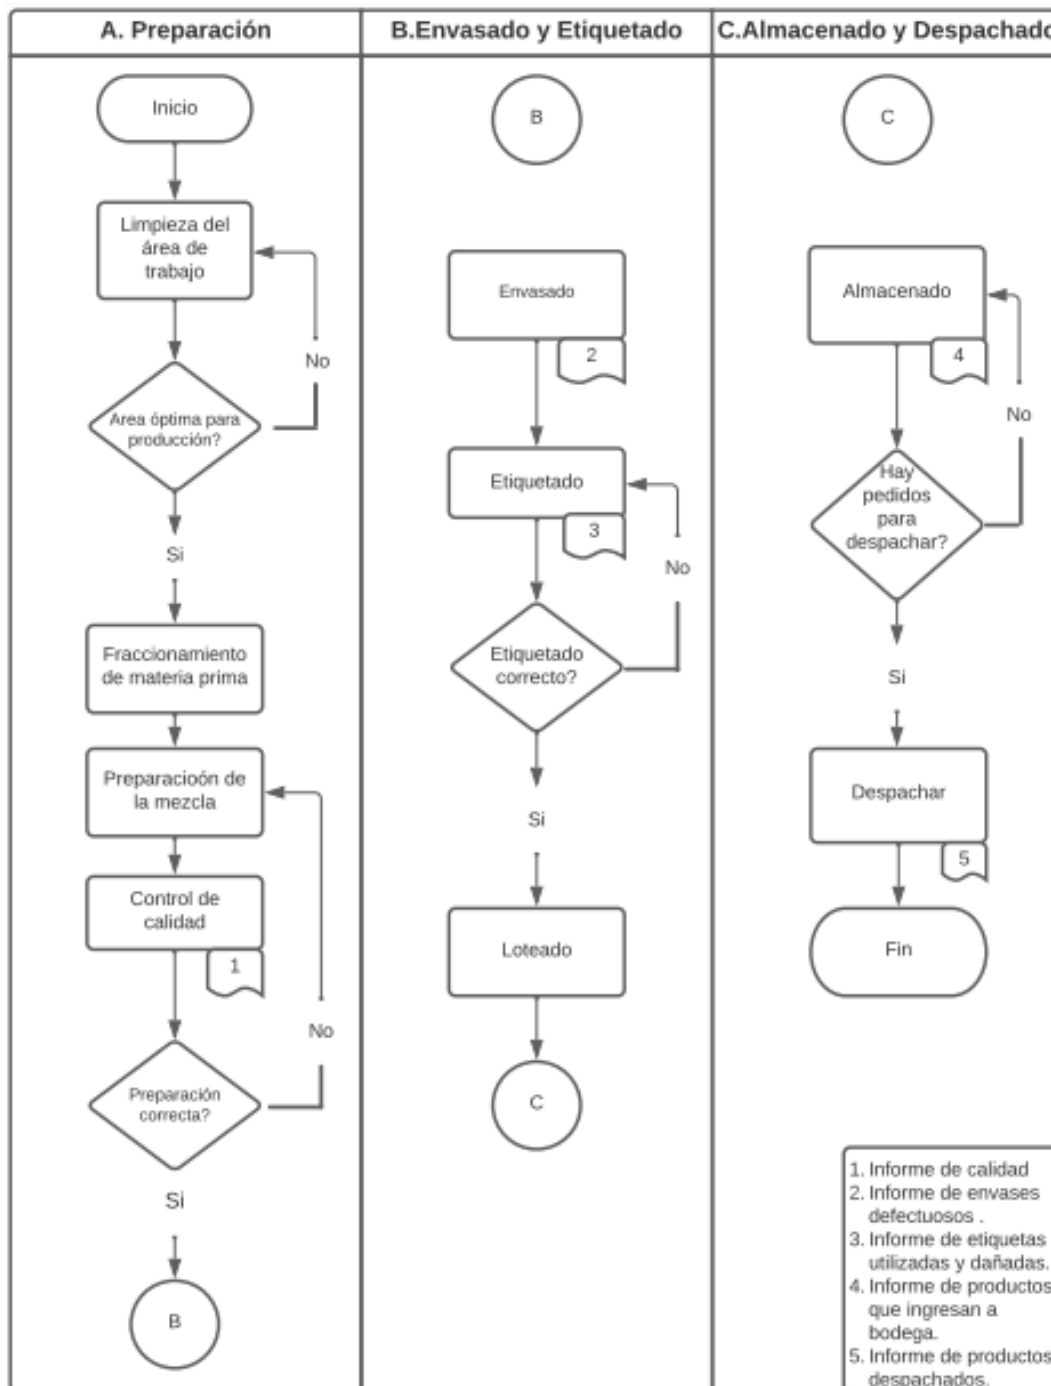 A. Preparación
Inicio
Limpieza del
área de
trabajo
No
Area óptima para
producción?
Si
Fraccionamiento
de materia prima
Preparacioón de
la mezcla
Control de
calidad
1
No
Preparación
correcta?
Si
B
B.Envasado y Etiquetado
B
Envasado
2
Etiquetado
3
No
Etiquetado
correcto?
Si
Loteado
C
C.Almacenado y Despachado
C
Almacenado
4
No
Hay
pedidos
para
despachar?
Si
Despachar
5
Fin
1. Informe de calidad
2. Informe de envases
defectuosos .
3. Informe de etiquetas
utilizadas y dañadas.
4. Informe de productos
que ingresan a
bodega.
5. Informe de productos
despachados.